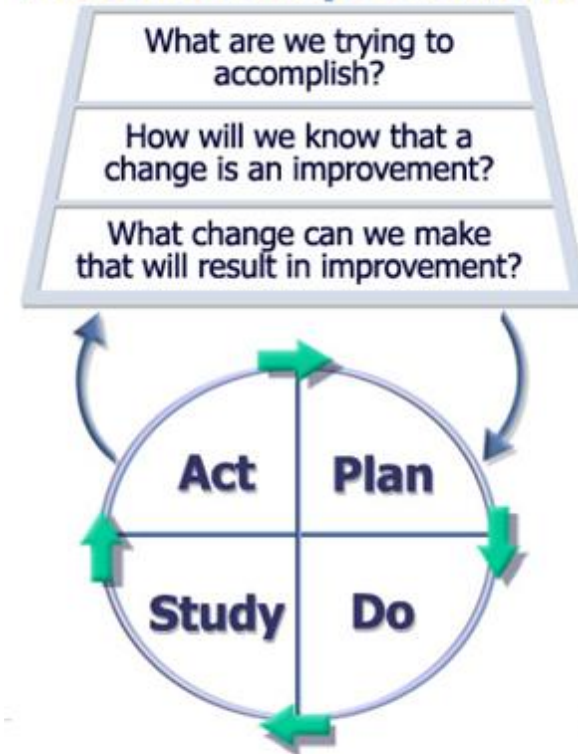 What are we trying to
accomplish?
How will we know that a
change is an improvement?
What change can we make
that will result in improvement?
Act
Plan
Study
Do